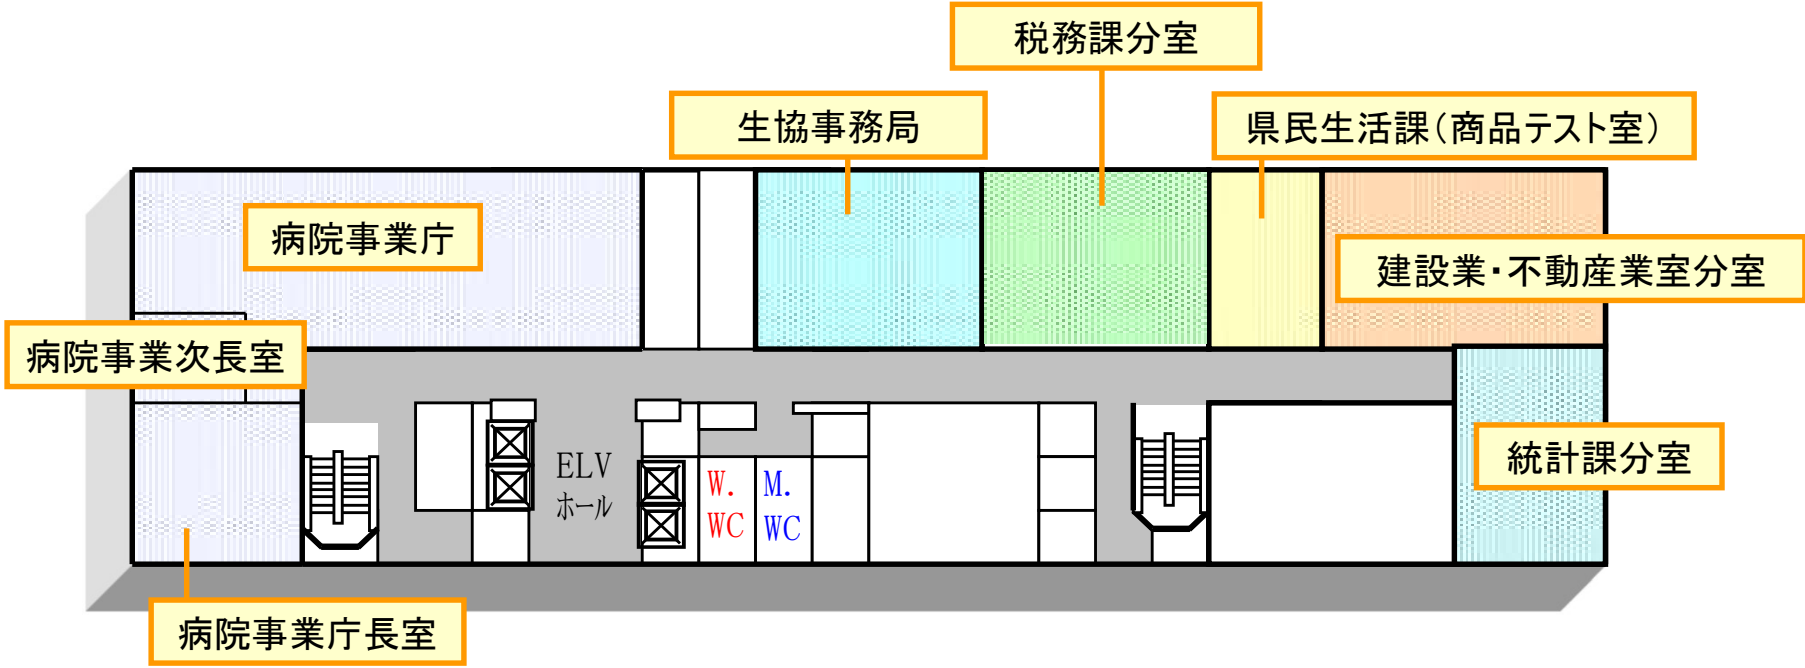 税務課分室
生協事務局
県民生活課(商品テスト室)
病院事業庁
建設業・不動産業室分室
病院事業次長室
統計課分室
ELV
ホール
W.
WC
M.
WC
病院事業庁長室